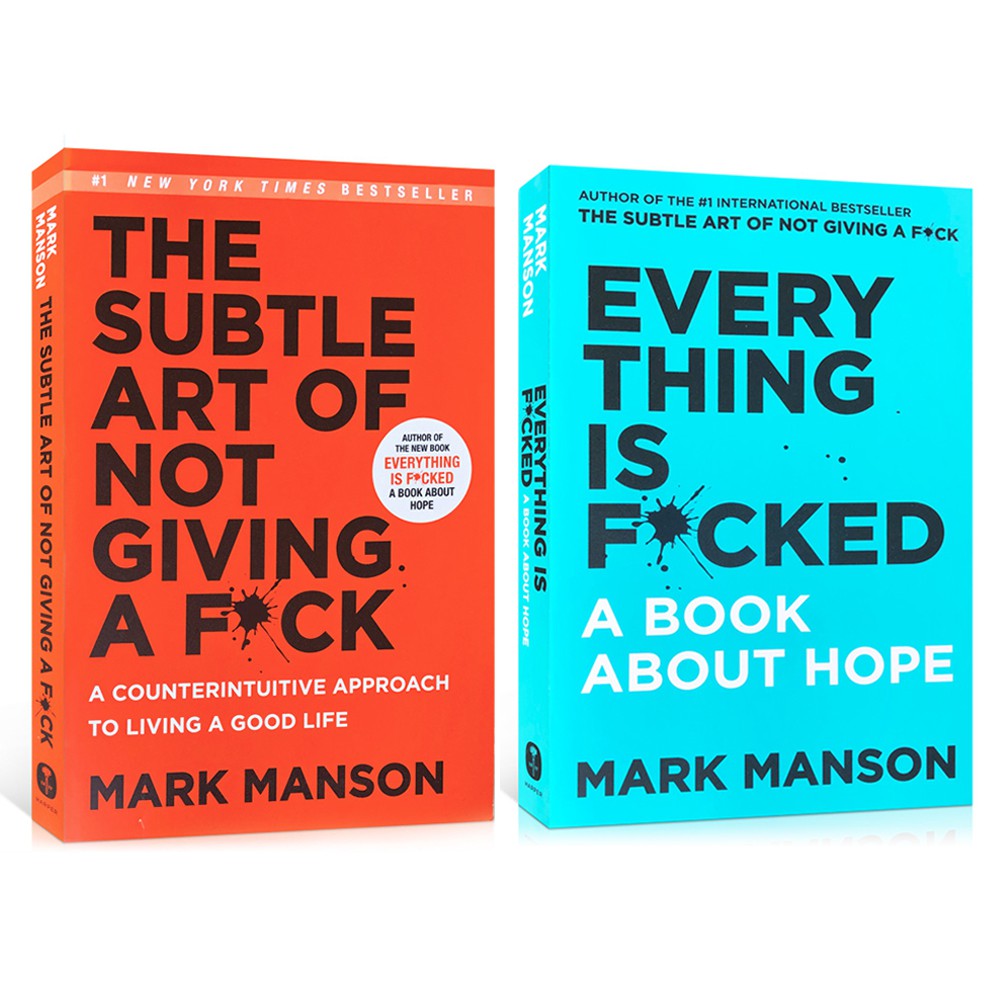 #1 NEW YORK TIMES BESTSELLER
THE
SUBTLE
ART OF
NOT
GIVING
A F*CK
A COUNTERINTUITIVE APPROACH
TO LIVING A GOOD LIFE
MARK MANSON
AUTHOR OF
THE NEW BOOK
EVERYTHING
IS F*CKED
A BOOK ABOUT
HOPE
MARK
MANSON
THE SUBTLE ART OF NOT GIVING A F*CK
HARPER
AUTHOR OF THE #1 INTERNATIONAL BESTSELLER
THE SUBTLE ART OF NOT GIVING A F*CK
EVERY
THING
IS
F*CKED
A BOOK
ABOUT HOPE
MARK MANSON
MARK
MANSON
EVERYTHING IS
F*CKED
A BOOK ABOUT HOPE
HARPER